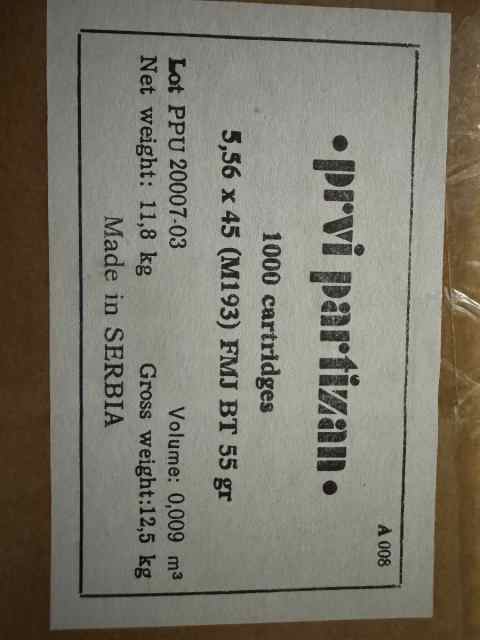 A 008
•prvi partizan•
1000 cartridges
5,56 x 45 (M193) FMJ BT 55 gr
Lot PPU 20007-03 Volume: 0,009 m³
Net weight: 11,8 kg Gross weight:12,5 kg
Made in SERBIA